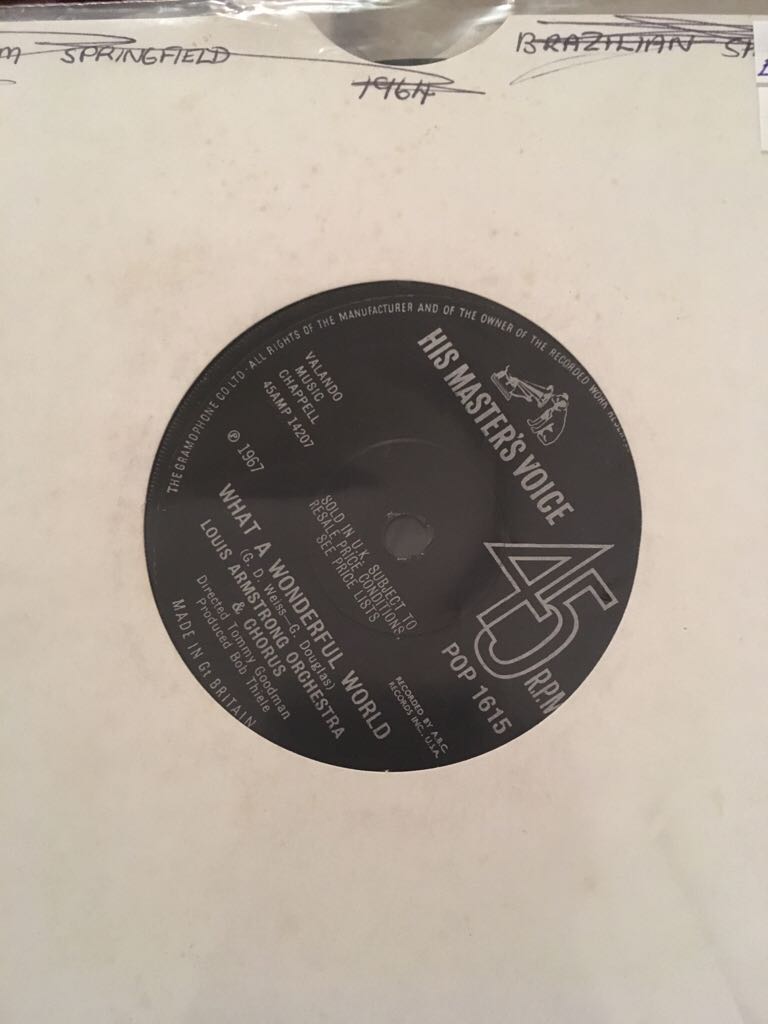 SPRINGFIELD
1964
BRAZILIAN
THE GRAMOPHONE CO LTD · ALL RIGHTS OF THE MANUFACTURER AND OF THE OWNER OF THE RECORDED WORK
HIS MASTER'S VOICE
45 R.P.M.
POP 1615
VALANDO
MUSIC
CHAPPELL
45AMP 14207
℗ 1967
SOLD IN U.K. SUBJECT TO
RESALE PRICE CONDITIONS,
SEE PRICE LISTS
RECORDED BY A.B.C.
RECORDS INC., U.S.A.
WHAT A WONDERFUL WORLD
(G. D. Weiss—G. Douglas)
LOUIS ARMSTRONG ORCHESTRA
& CHORUS
Directed Tommy Goodman
Produced Bob Thiele
MADE IN Gt BRITAIN